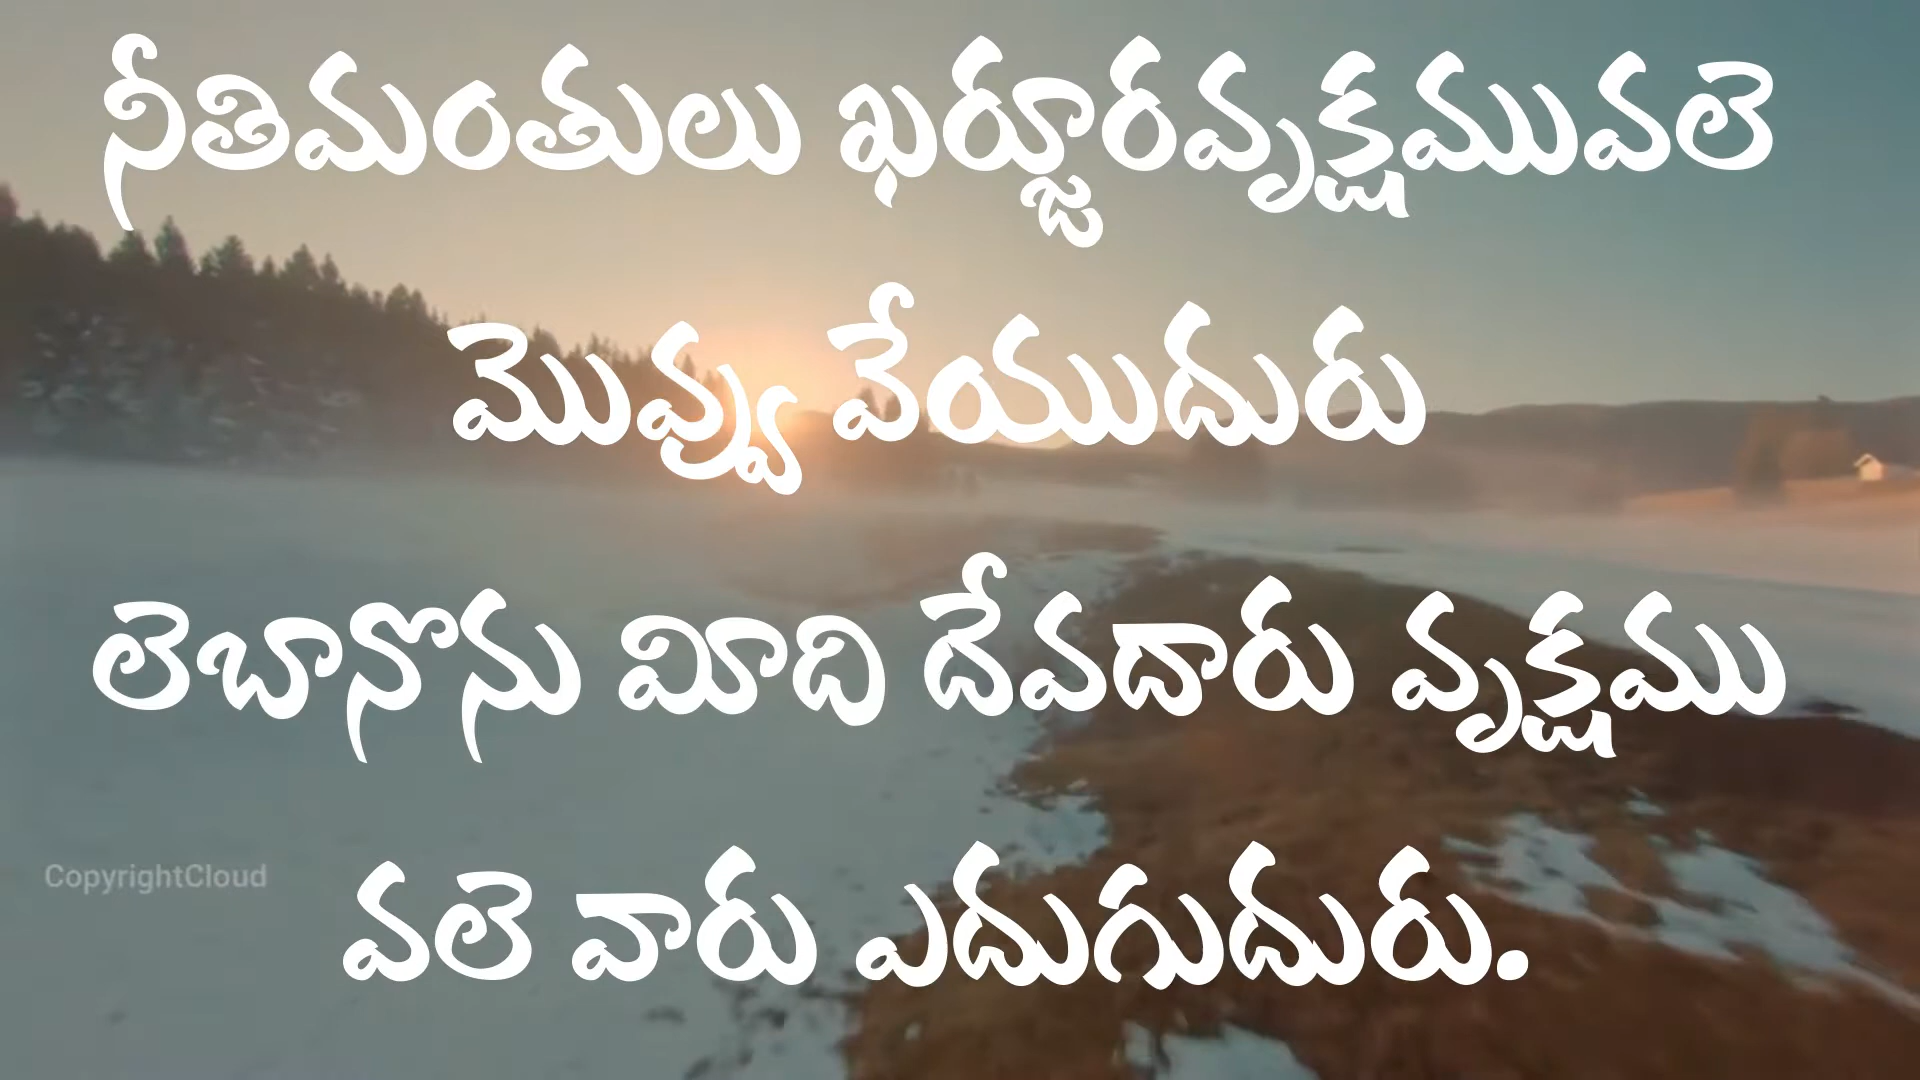 నీతిమంతులు ఖర్జూరవృక్షమువలె
మొవ్వు వేయుదురు
లెబానొను మీది దేవదారు వృక్షము
వలె వారు ఎదుగుదురు.
CopyrightCloud